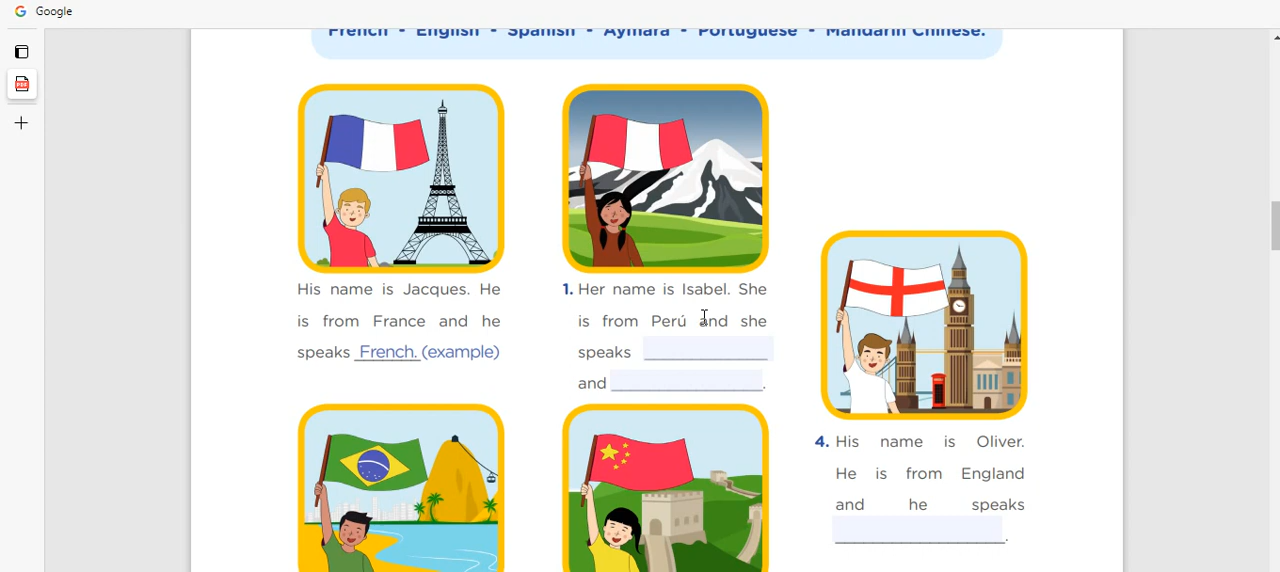 Google
French - English - Spanish - Aymara - Portuguese - Mandarin Chinese.
His name is Jacques. He
is from France and he
speaks French. (example)
1. Her name is Isabel. She
is from Perú and she
speaks
and .
4. His name is Oliver.
He is from England
and he speaks
.